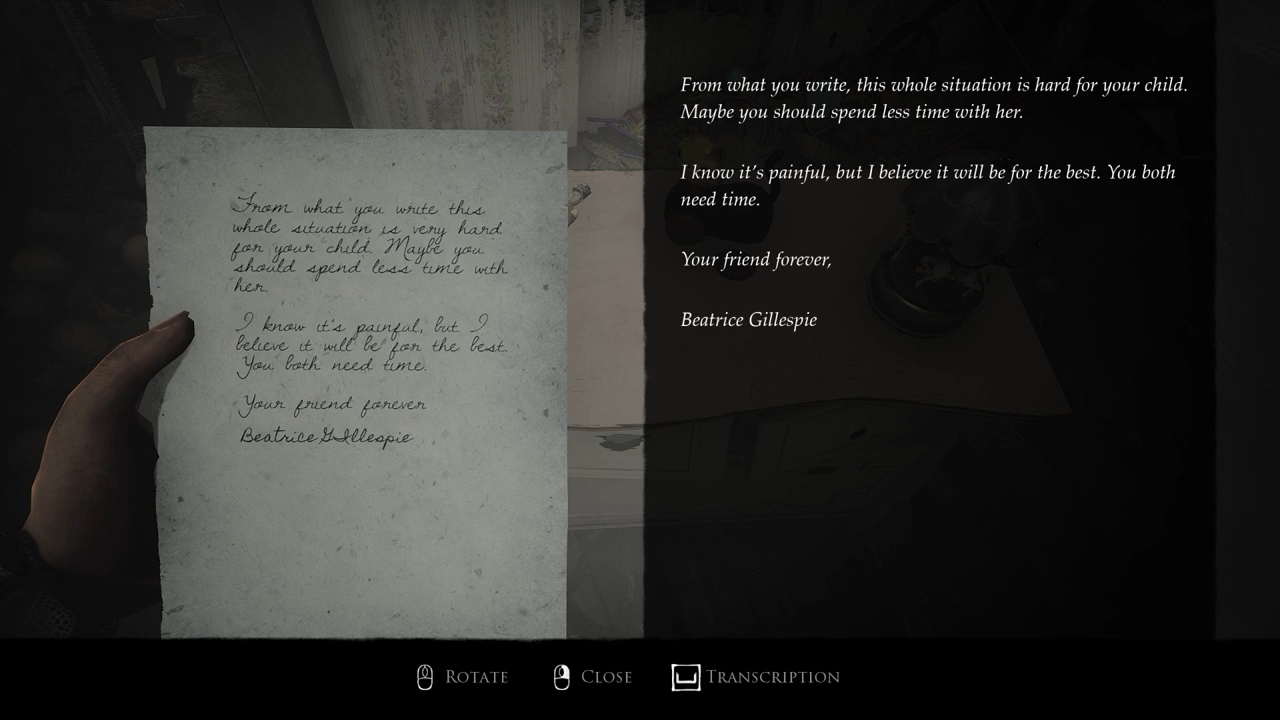 From what you write this
whole situation is very hard
for your child. Maybe you
should spend less time with
her.
I know it's painful, but I
believe it will be for the best.
You both need time.
Your friend forever
Beatrice Gillespie
From what you write, this whole situation is hard for your child.
Maybe you should spend less time with her.
I know it's painful, but I believe it will be for the best. You both
need time.
Your friend forever,
Beatrice Gillespie
Rotate
Close
Transcription